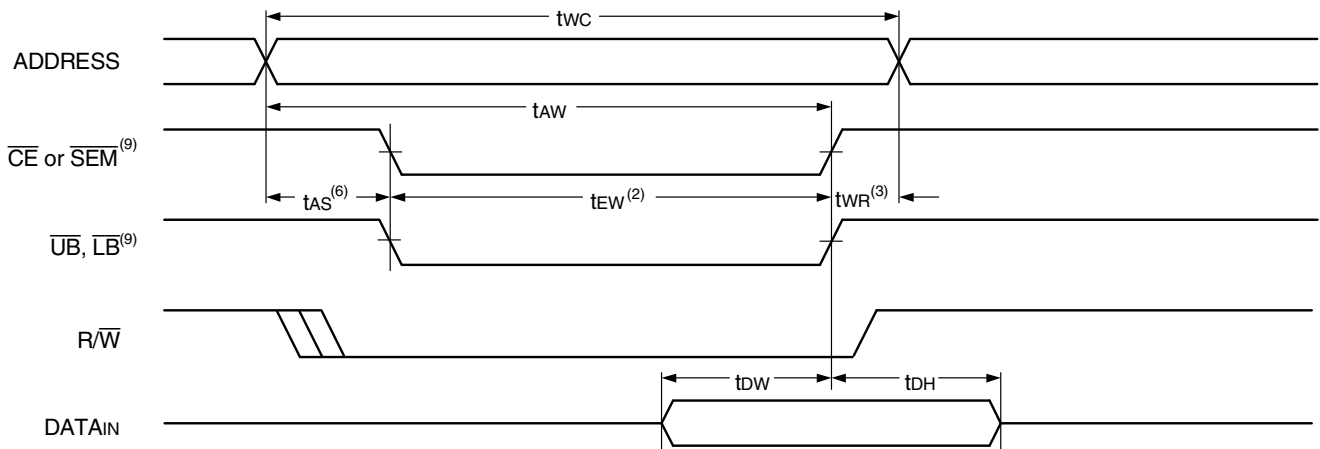 tWC
ADDRESS
tAW
CE or SEM(9)
tAS(6) tEW(2) tWR(3)
UB, LB(9)
R/W
tDW tDH
DATAIN